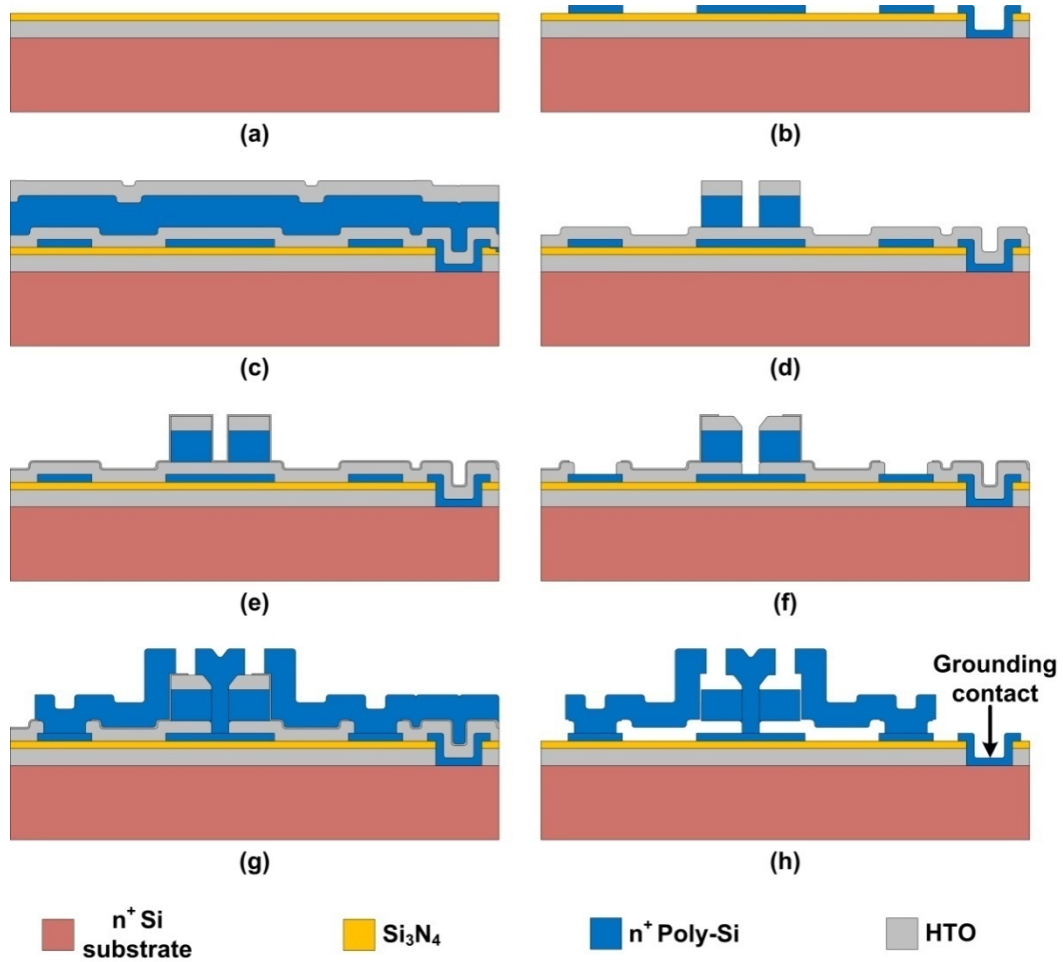 (a)
(b)
(c)
(d)
(e)
(f)
Grounding
contact
(g)
(h)
n⁺ Si
substrate
Si₃N₄
n⁺ Poly-Si
HTO